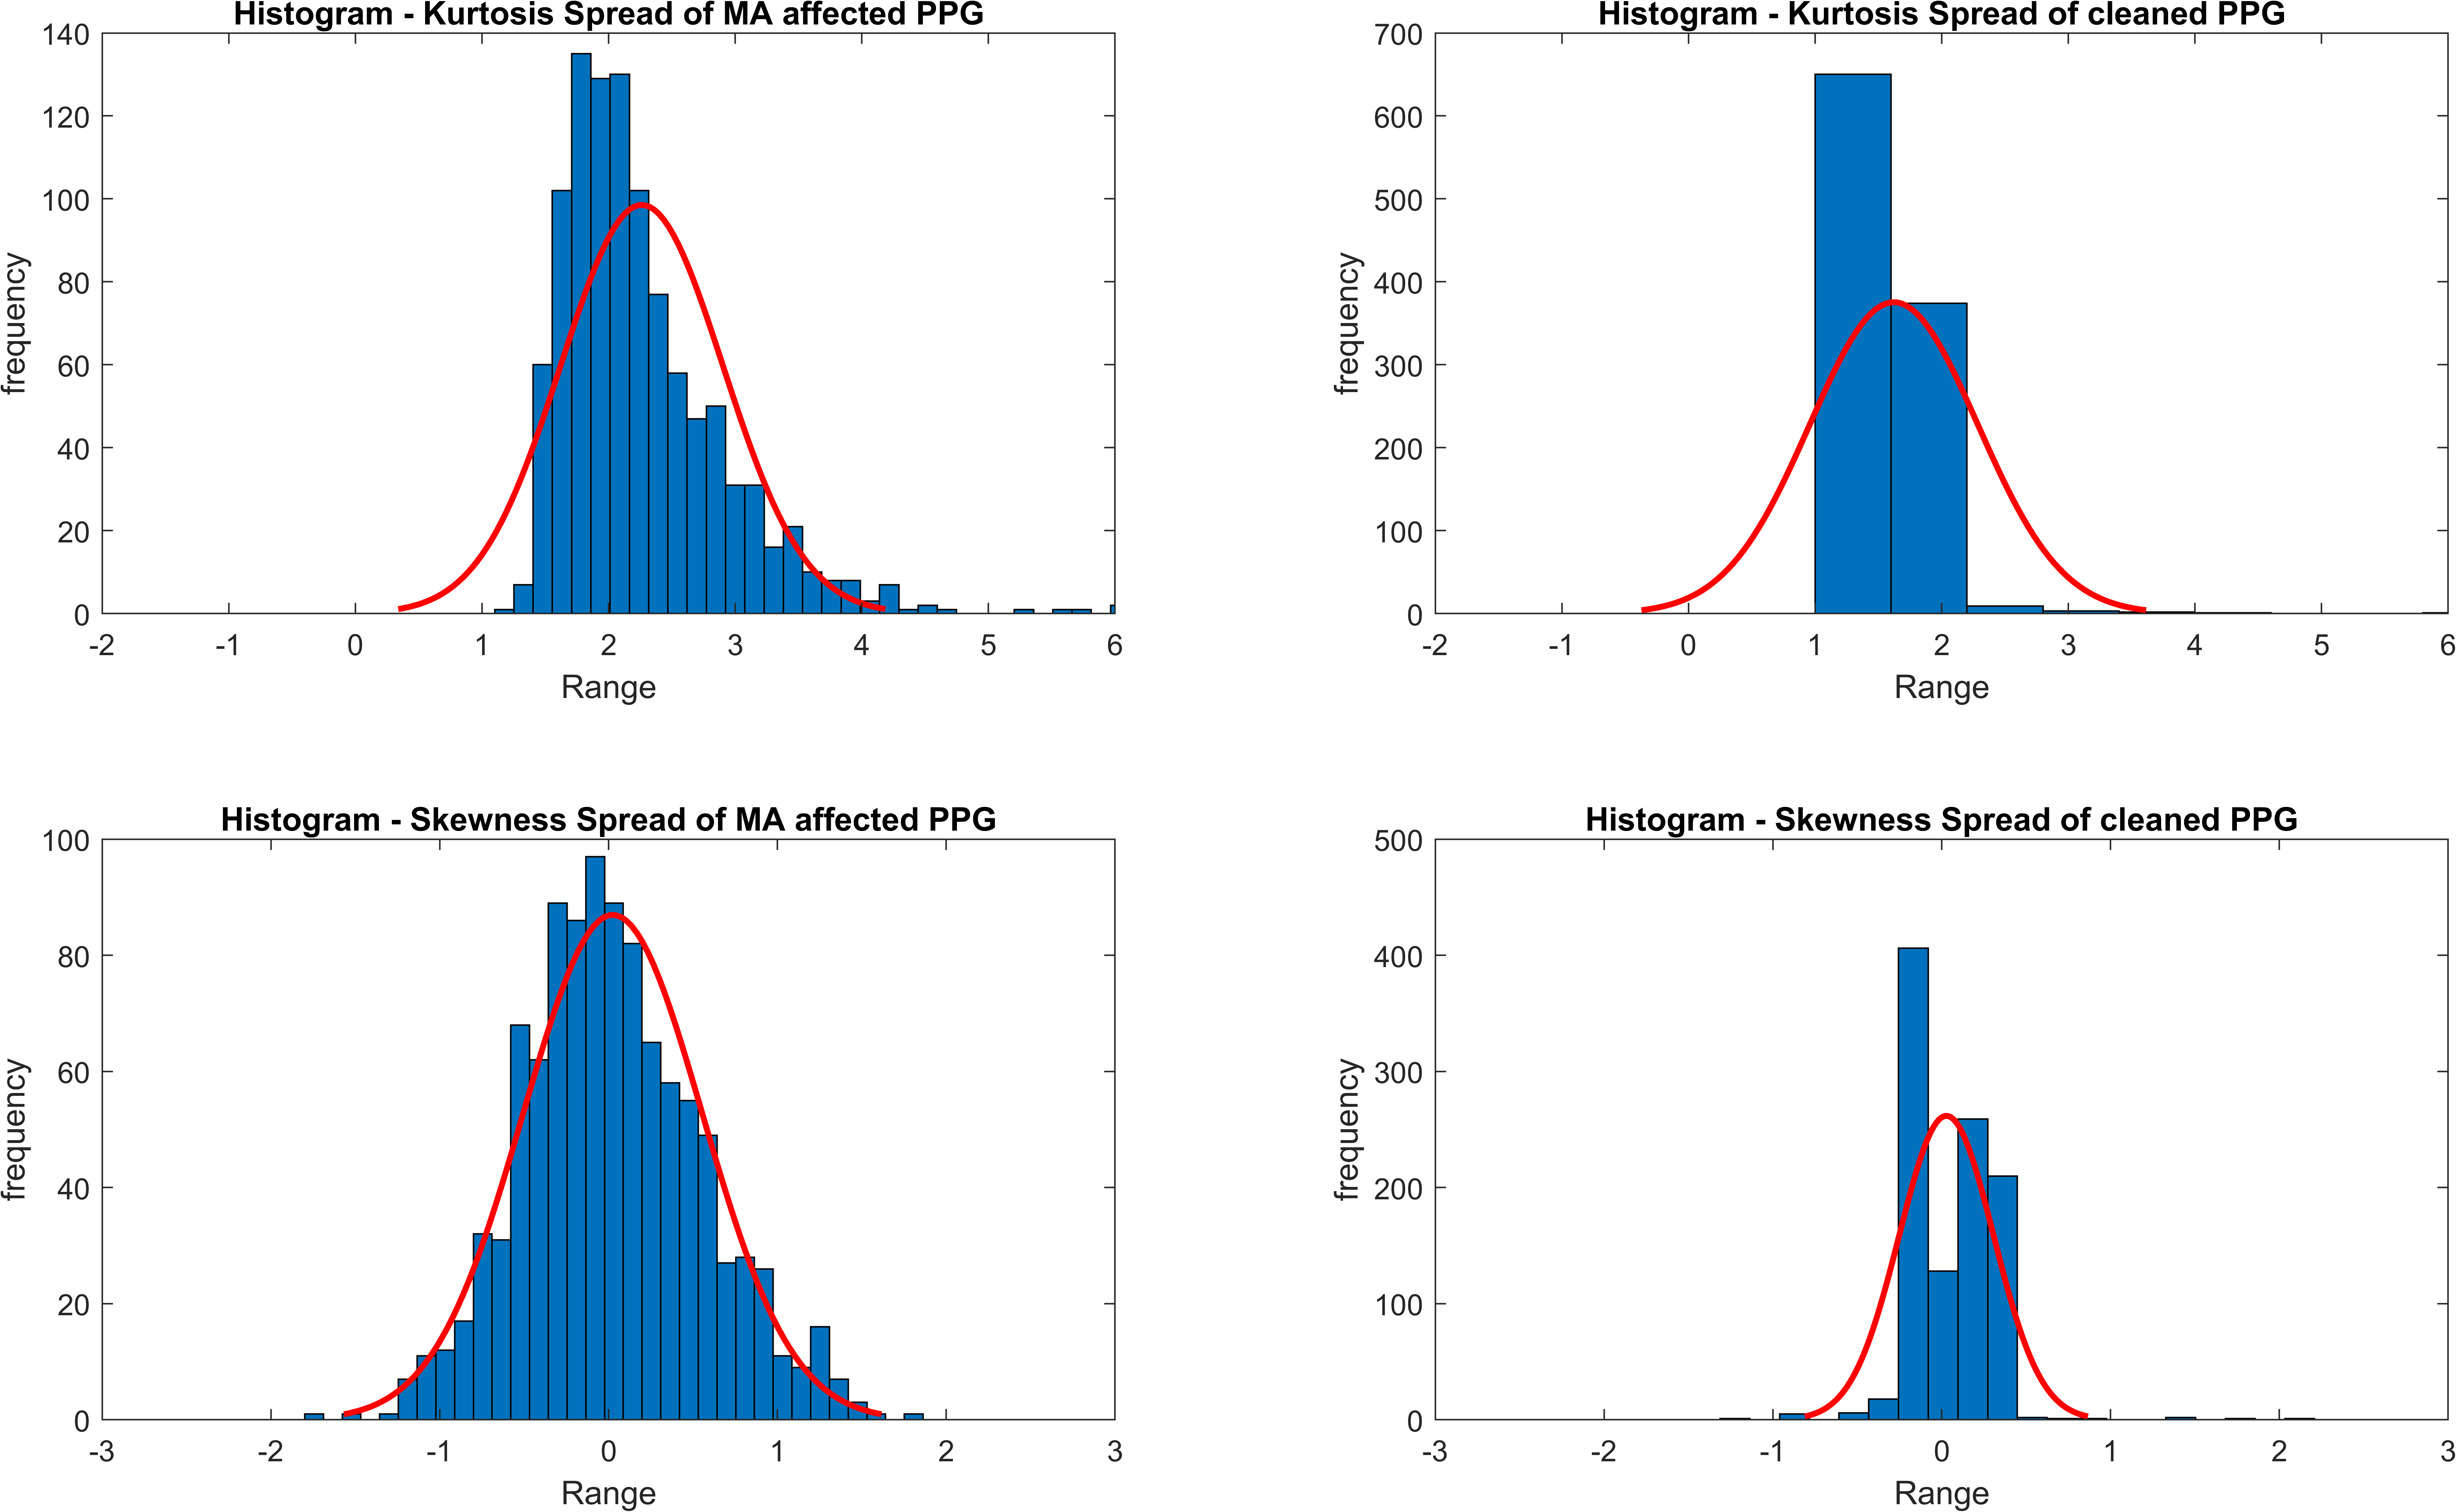 Histogram - Kurtosis Spread of MA affected PPG
140
120
100
80
60
40
20
0
frequency
-2 -1 0 1 2 3 4 5 6
Range
Histogram - Kurtosis Spread of cleaned PPG
700
600
500
400
300
200
100
0
frequency
-2 -1 0 1 2 3 4 5 6
Range
Histogram - Skewness Spread of MA affected PPG
100
80
60
40
20
0
frequency
-3 -2 -1 0 1 2 3
Range
Histogram - Skewness Spread of cleaned PPG
500
400
300
200
100
0
frequency
-3 -2 -1 0 1 2 3
Range